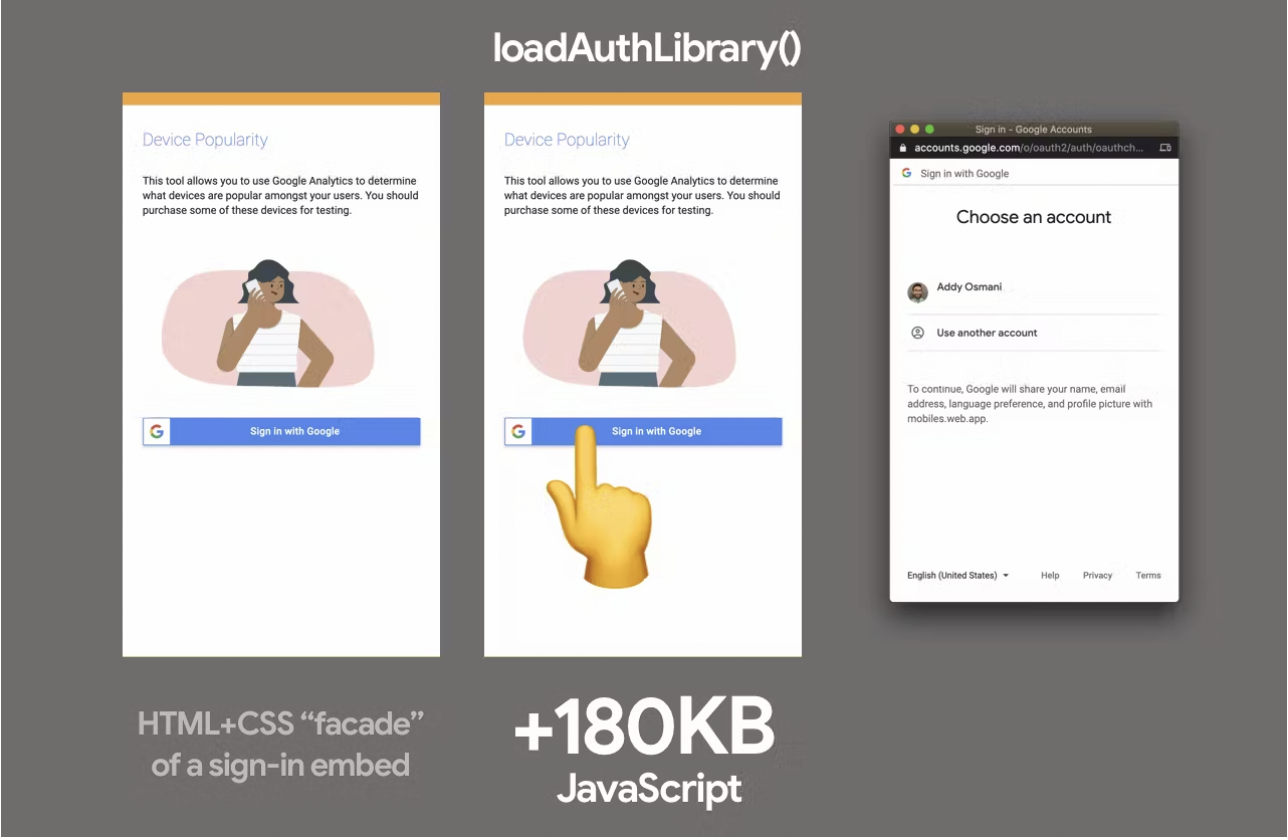 loadAuthLibrary()
Device Popularity
This tool allows you to use Google Analytics to determine
what devices are popular amongst your users. You should
purchase some of these devices for testing.
G Sign in with Google
HTML+CSS “facade”
of a sign-in embed
Device Popularity
This tool allows you to use Google Analytics to determine
what devices are popular amongst your users. You should
purchase some of these devices for testing.
G Sign in with Google
+180KB
JavaScript
Sign in - Google Accounts
accounts.google.com/o/oauth2/auth/oauthch...
G Sign in with Google
Choose an account
Addy Osmani
Use another account
To continue, Google will share your name, email
address, language preference, and profile picture with
mobiles.web.app.
English (United States) Help Privacy Terms